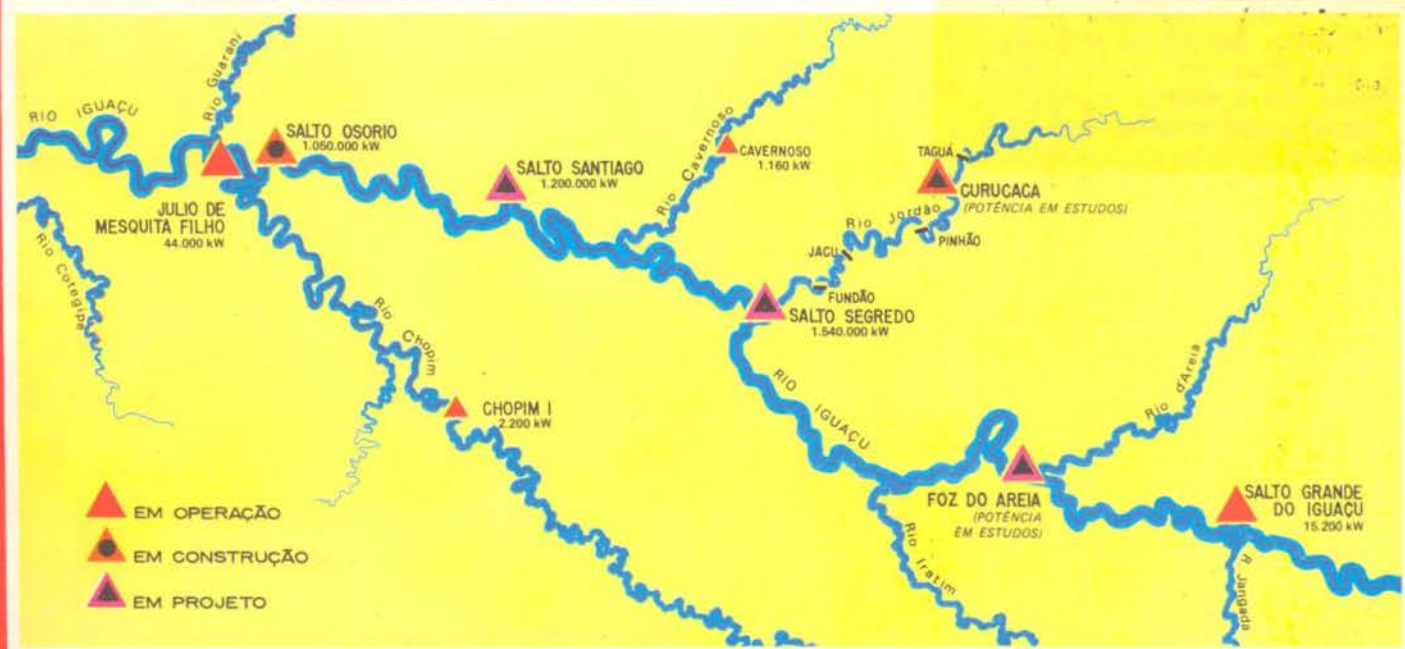 RIO IGUAÇU
Rio Guarani
SALTO OSORIO
1.050.000 kW
SALTO SANTIAGO
1.200.000 kW
Rio Cavernoso
CAVERNOSO
1.160 kW
TAGUÁ
CURUCACA
(POTÊNCIA EM ESTUDOS)
Rio Jordão
PINHÃO
JACU
FUNDÃO
JULIO DE
MESQUITA FILHO
44.000 kW
Rio Cotegipe
Rio Chopim
SALTO SEGREDO
1.540.000 kW
CHOPIM I
2.200 kW
RIO IGUAÇU
Rio d'Areia
FOZ DO AREIA
(POTÊNCIA
EM ESTUDOS)
SALTO GRANDE
DO IGUAÇU
15.200 kW
Rio Iratim
R. Jangada
EM OPERAÇÃO
EM CONSTRUÇÃO
EM PROJETO